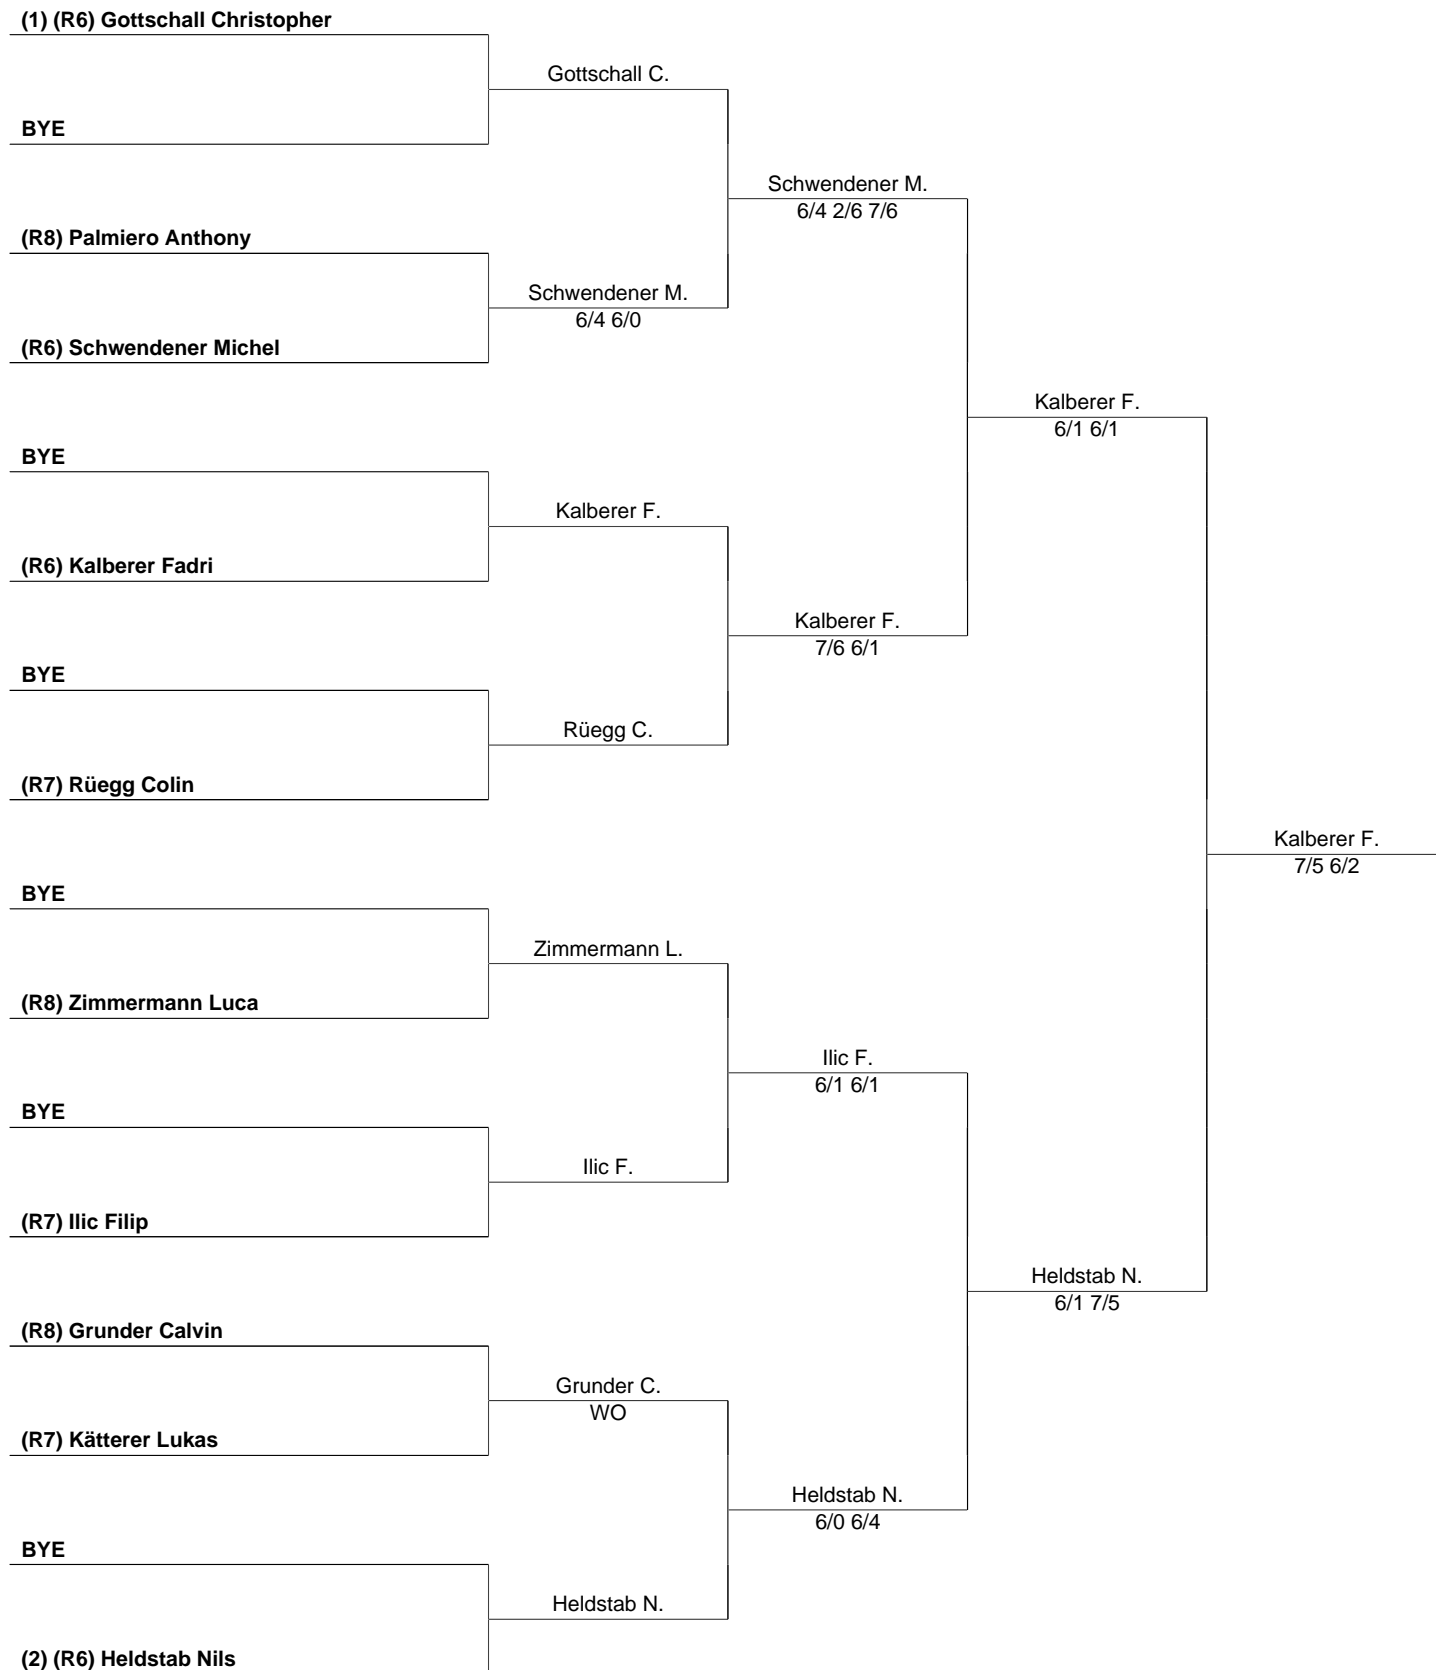 (1) (R6) Gottschall Christopher
Gottschall C.
BYE
Schwendener M.
6/4 2/6 7/6
(R8) Palmiero Anthony
Schwendener M.
6/4 6/0
(R6) Schwendener Michel
Kalberer F.
6/1 6/1
BYE
Kalberer F.
(R6) Kalberer Fadri
Kalberer F.
7/6 6/1
BYE
Rüegg C.
(R7) Rüegg Colin
Kalberer F.
7/5 6/2
BYE
Zimmermann L.
(R8) Zimmermann Luca
Ilic F.
6/1 6/1
BYE
Ilic F.
(R7) Ilic Filip
Heldstab N.
6/1 7/5
(R8) Grunder Calvin
Grunder C.
WO
(R7) Kätterer Lukas
Heldstab N.
6/0 6/4
BYE
Heldstab N.
(2) (R6) Heldstab Nils